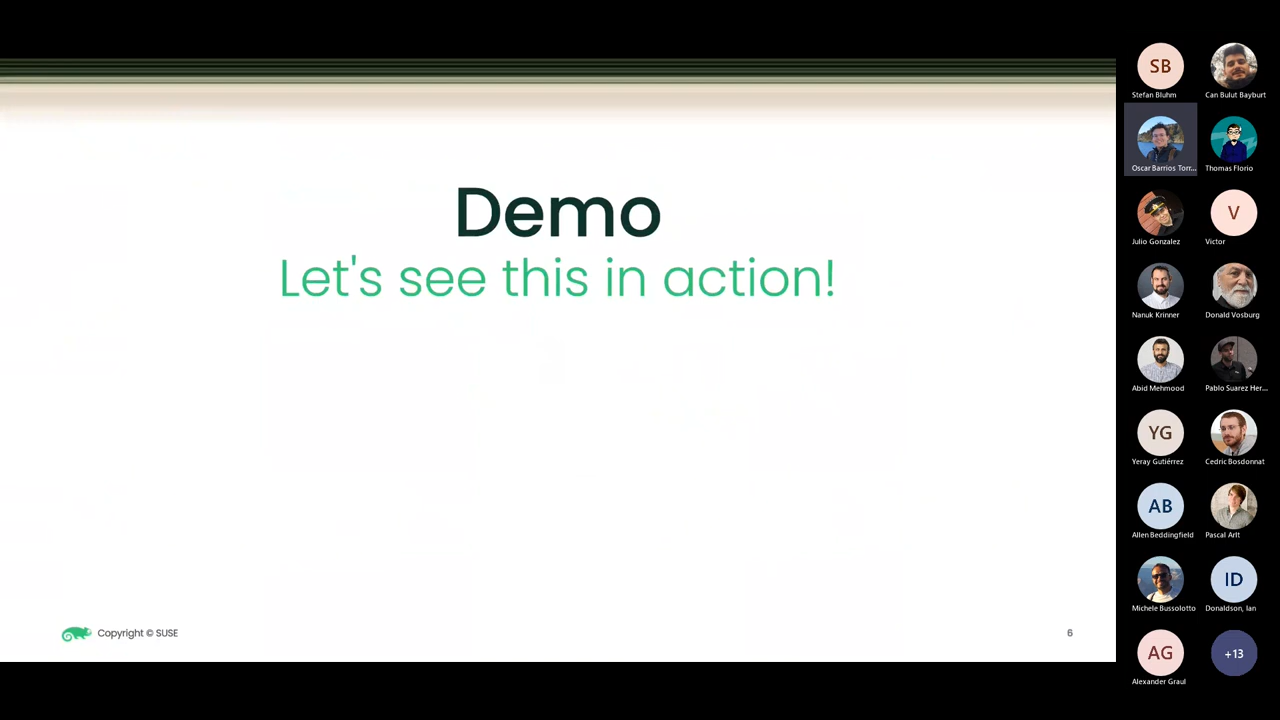 Demo
Let's see this in action!
Copyright © SUSE
6
SB
Stefan Bluhm
Can Bulut Bayburt
Oscar Barrios Torr...
Thomas Florio
Julio Gonzalez
V
Victor
Nanuk Krinner
Donald Vosburg
Abid Mehmood
Pablo Suarez Her...
YG
Yeray Gutiérrez
Cedric Bosdonnat
AB
Allen Beddingfield
Pascal Arlt
Michele Bussolotto
ID
Donaldson, Ian
AG
Alexander Graul
+13